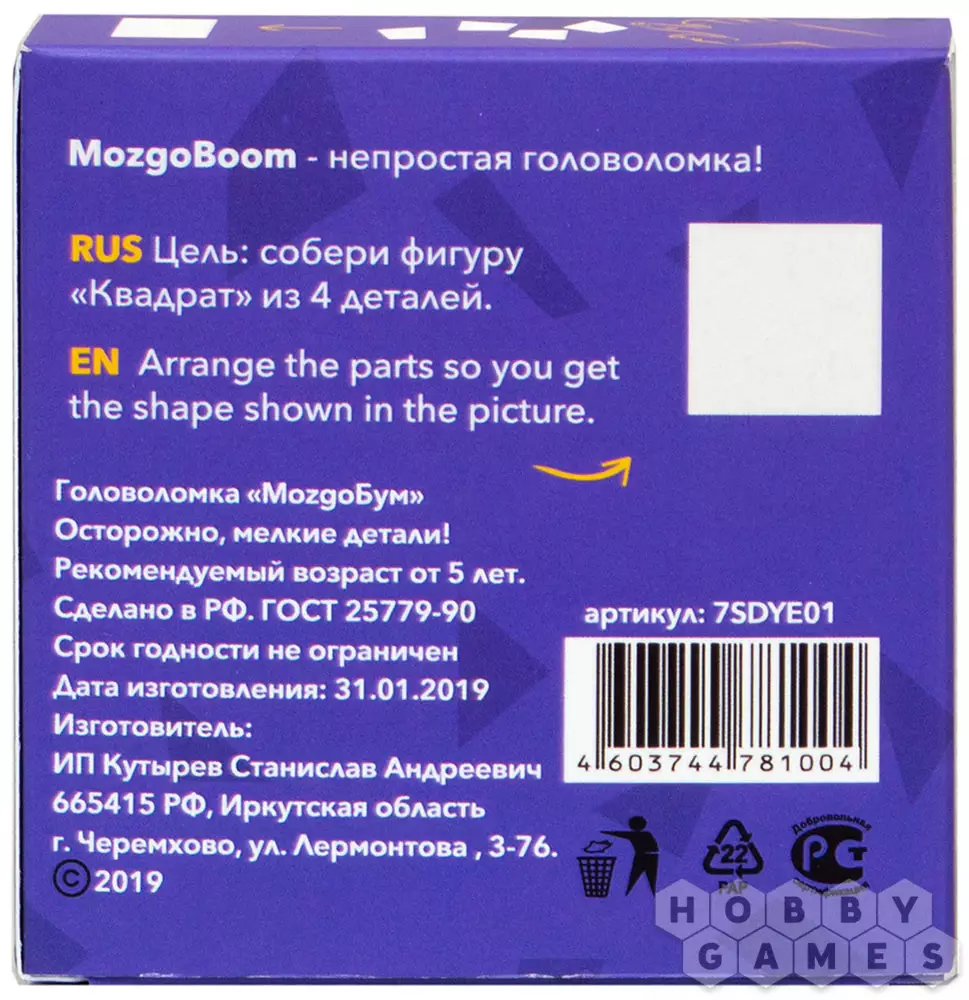 MozgoBoom - непростая головоломка!
RUS Цель: собери фигуру
«Квадрат» из 4 деталей.
EN Arrange the parts so you get
the shape shown in the picture.
Головоломка «MozgoБум»
Осторожно, мелкие детали!
Рекомендуемый возраст от 5 лет.
Сделано в РФ. ГОСТ 25779-90
Срок годности не ограничен
Дата изготовления: 31.01.2019
Изготовитель:
ИП Кутырев Станислав Андреевич
665415 РФ, Иркутская область
г. Черемхово, ул. Лермонтова , 3-76.
© 2019
артикул: 7SDYE01
4 603744 781004
22
PAP
Добровольная
РСТ
сертификация
HOBBY
GAMES